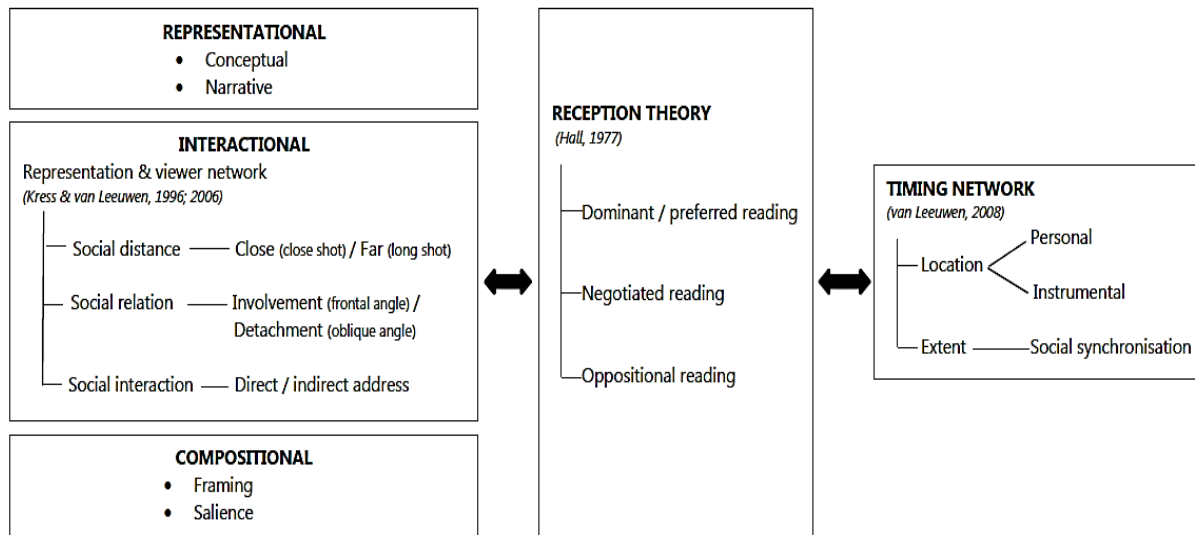 REPRESENTATIONAL
• Conceptual
• Narrative
INTERACTIONAL
Representation & viewer network
(Kress & van Leeuwen, 1996; 2006)
Social distance
Close (close shot) / Far (long shot)
Social relation
Involvement (frontal angle) /
Detachment (oblique angle)
Social interaction
Direct / indirect address
COMPOSITIONAL
• Framing
• Salience
RECEPTION THEORY
(Hall, 1977)
Dominant / preferred reading
Negotiated reading
Oppositional reading
TIMING NETWORK
(van Leeuwen, 2008)
Location
Personal
Instrumental
Extent
Social synchronisation